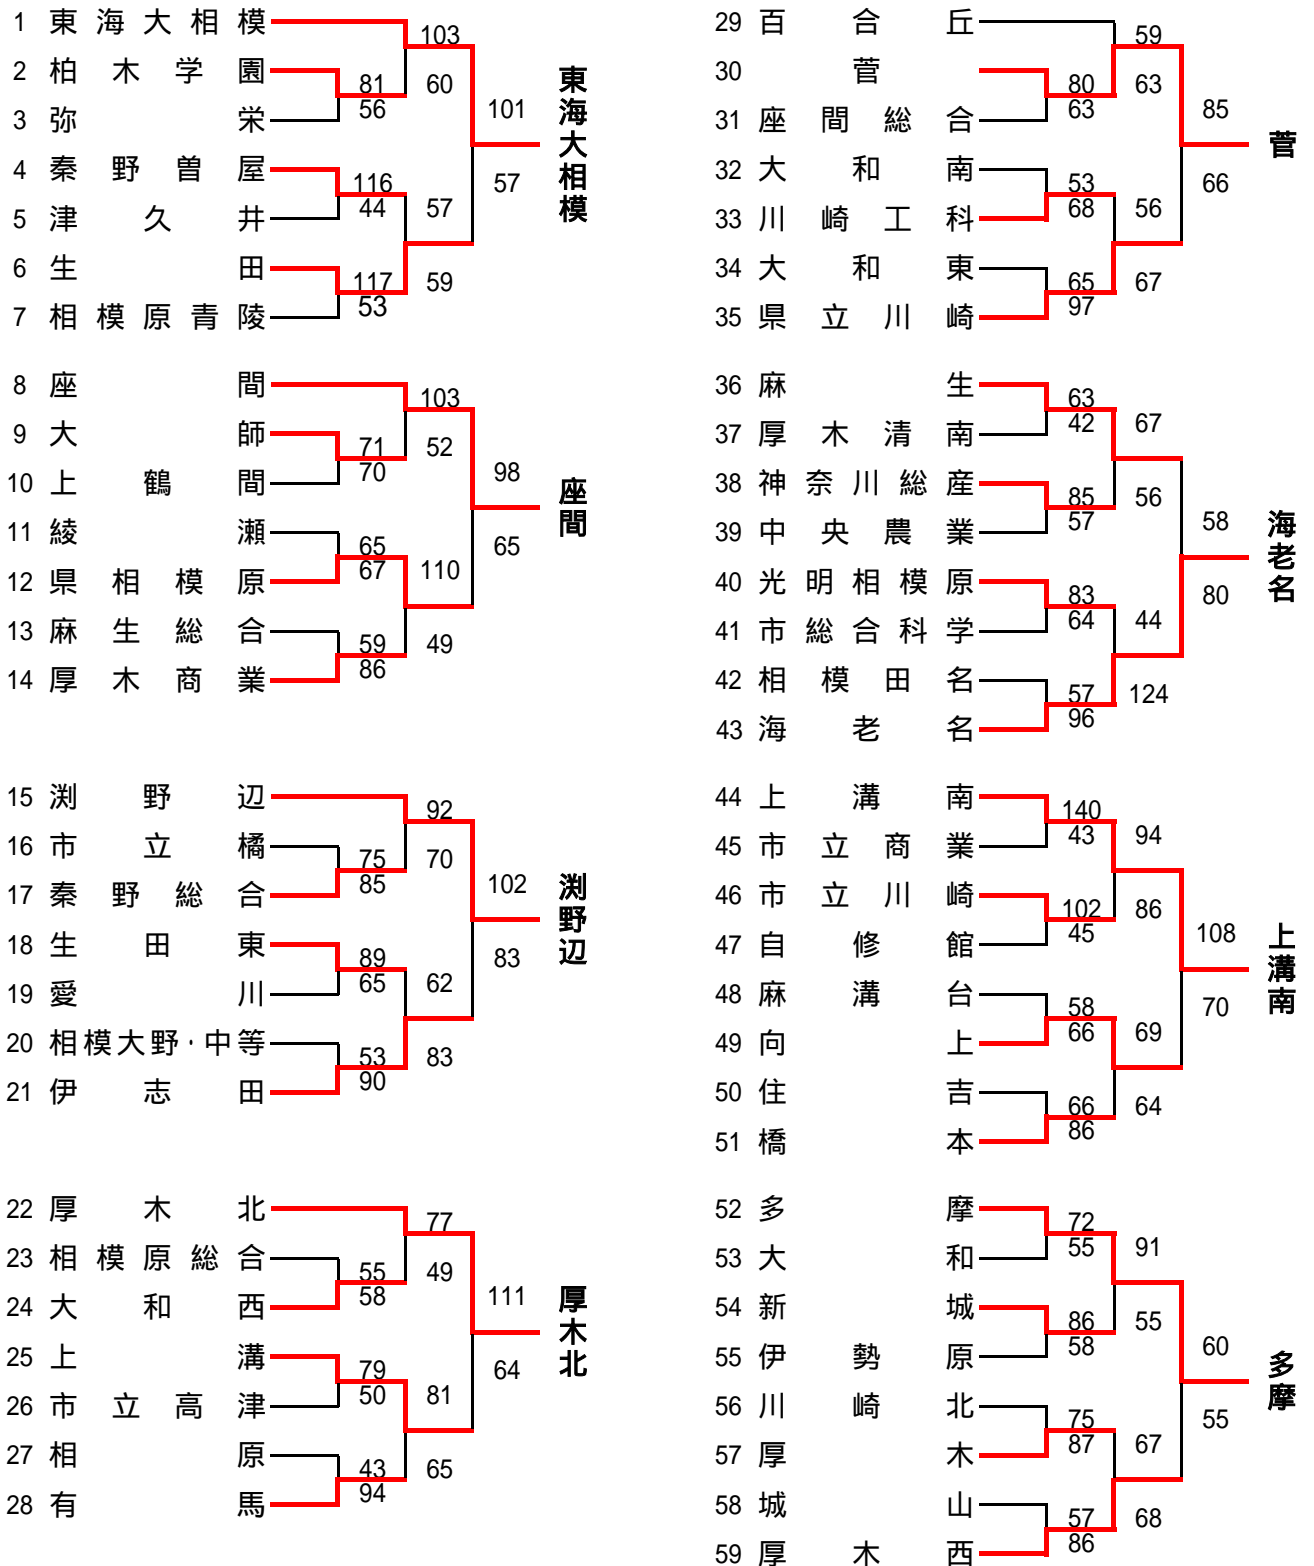 1 東海大相模
103
2 柏木学園
81
60
56
3 弥栄
101
東海大相模
4 秦野曽屋
116
57
44
57
5 津久井
6 生田
117
59
53
7 相模原青陵
8 座間
103
9 大師
71
52
70
10 上鶴間
98
座間
11 綾瀬
65
65
67
110
12 県相模原
13 麻生総合
59
49
86
14 厚木商業
15 渕野辺
92
16 市立橘
75
70
85
17 秦野総合
102
渕野辺
18 生田東
89
83
65
62
19 愛川
20 相模大野・中等
53
83
90
21 伊志田
22 厚木北
77
23 相模原総合
55
49
58
24 大和西
111
厚木北
25 上溝
79
64
50
81
26 市立高津
27 相原
43
65
94
28 有馬
29 百合丘
59
30 菅
80
63
63
31 座間総合
85
菅
32 大和南
53
66
68
56
33 川崎工科
34 大和東
65
67
97
35 県立川崎
36 麻生
63
42
67
37 厚木清南
38 神奈川総産
85
56
57
39 中央農業
58
海老名
40 光明相模原
83
80
64
44
41 市総合科学
42 相模田名
57
124
96
43 海老名
44 上溝南
140
43
94
45 市立商業
46 市立川崎
102
86
45
47 自修館
108
上溝南
48 麻溝台
58
70
66
69
49 向上
50 住吉
66
64
86
51 橋本
52 多摩
72
55
91
53 大和
54 新城
86
55
58
55 伊勢原
60
多摩
56 川崎北
75
55
87
67
57 厚木
58 城山
57
68
86
59 厚木西